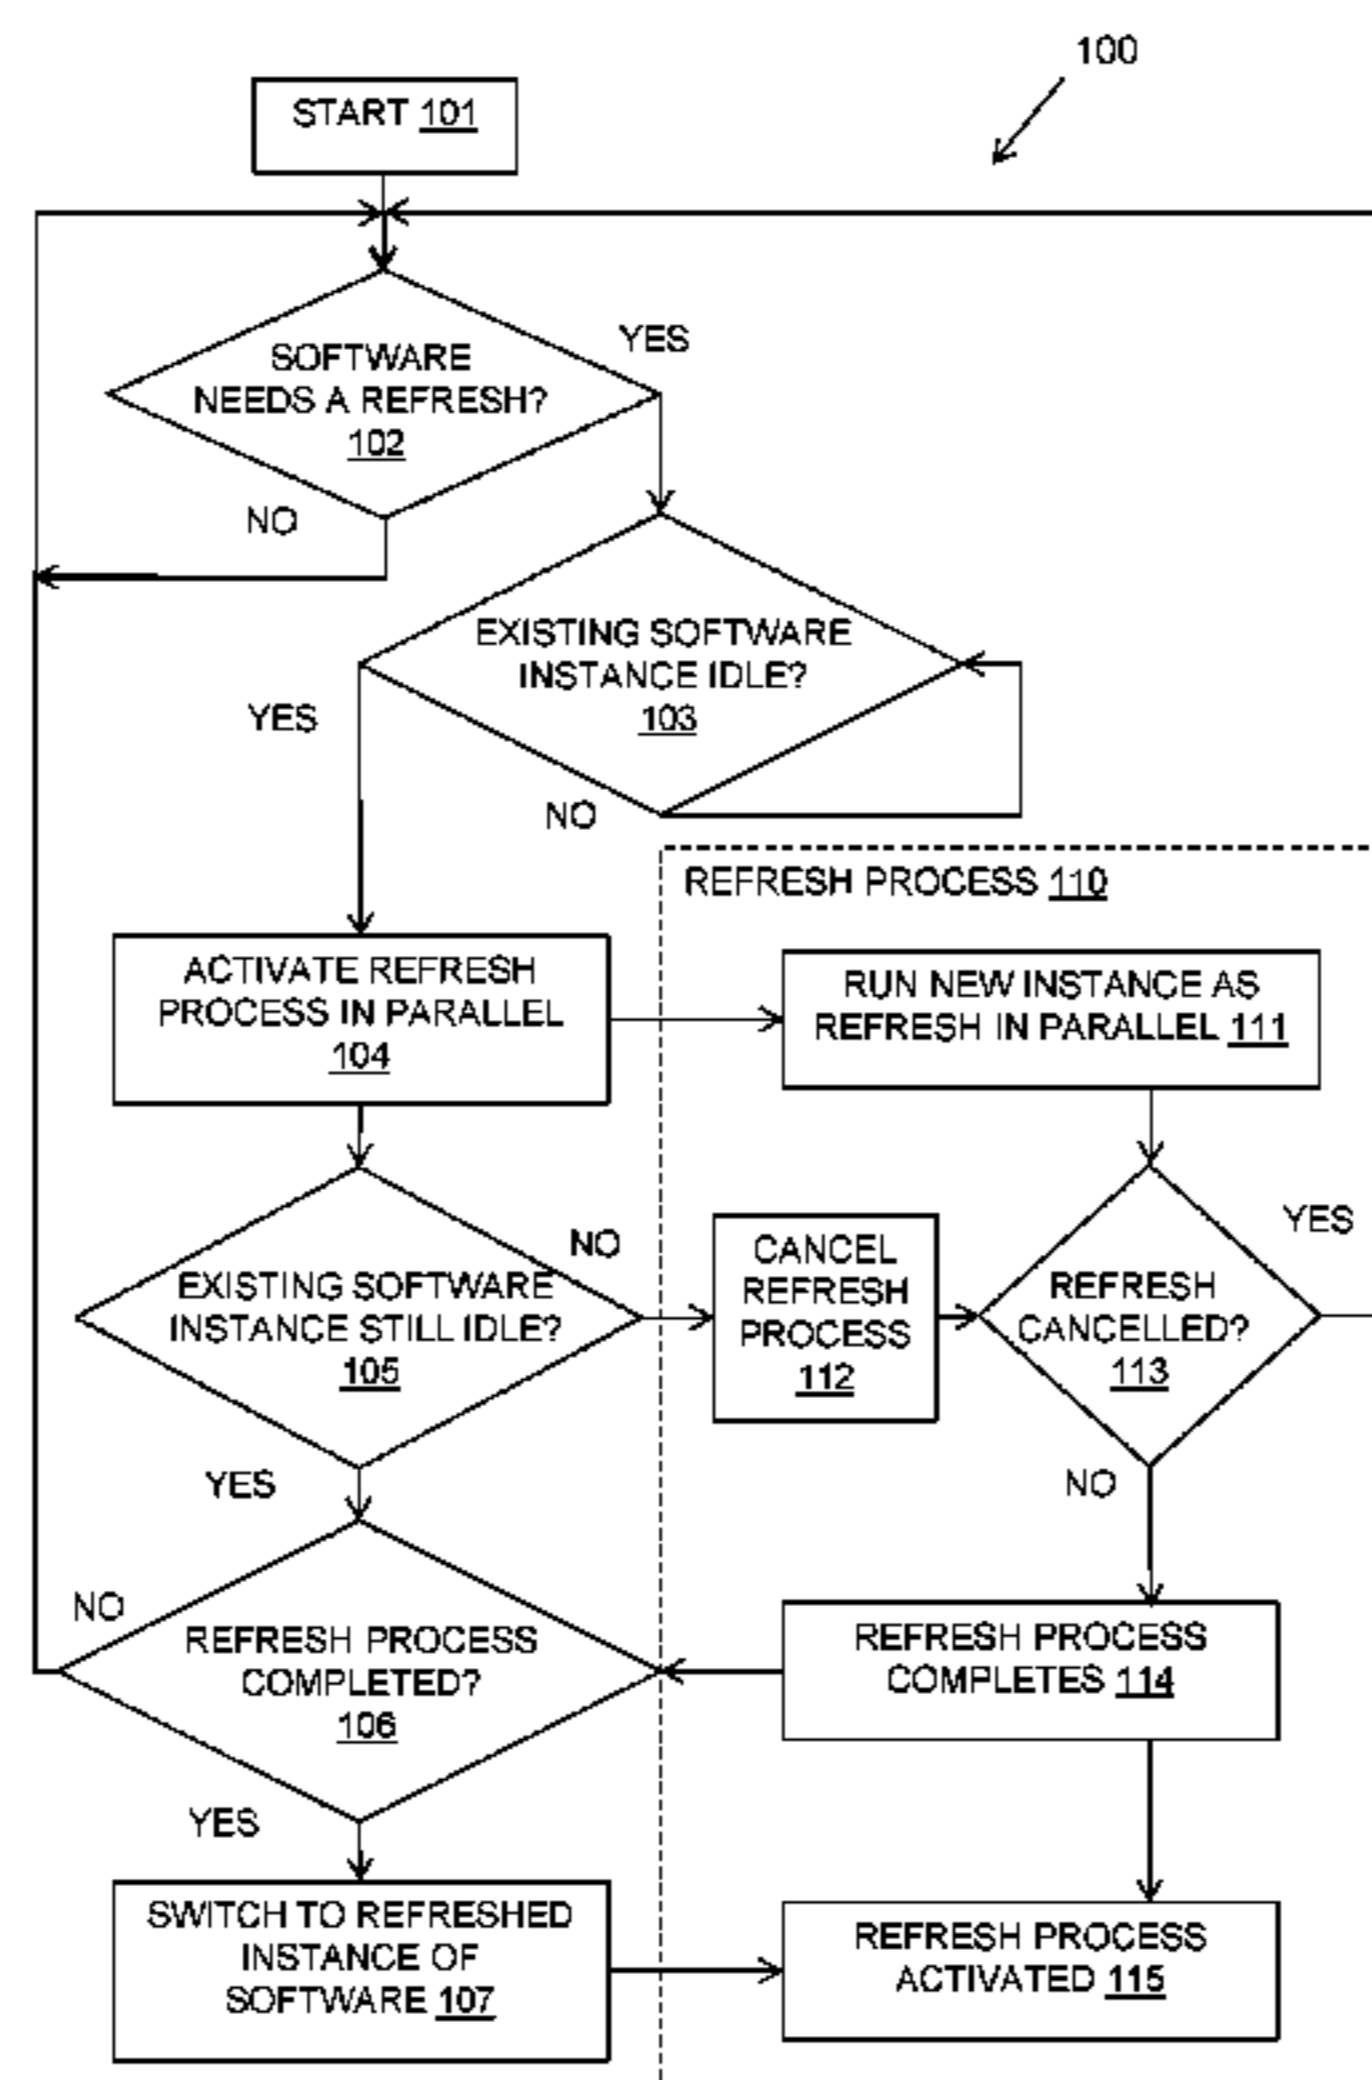 100
START 101
SOFTWARE
NEEDS A REFRESH?
102
YES
NO
EXISTING SOFTWARE
INSTANCE IDLE?
103
YES
NO
REFRESH PROCESS 110
ACTIVATE REFRESH
PROCESS IN PARALLEL
104
RUN NEW INSTANCE AS
REFRESH IN PARALLEL 111
EXISTING SOFTWARE
INSTANCE STILL IDLE?
105
NO
CANCEL
REFRESH
PROCESS
112
REFRESH
CANCELLED?
113
YES
YES
NO
REFRESH PROCESS
COMPLETED?
106
NO
REFRESH PROCESS
COMPLETES 114
YES
SWITCH TO REFRESHED
INSTANCE OF
SOFTWARE 107
REFRESH PROCESS
ACTIVATED 115